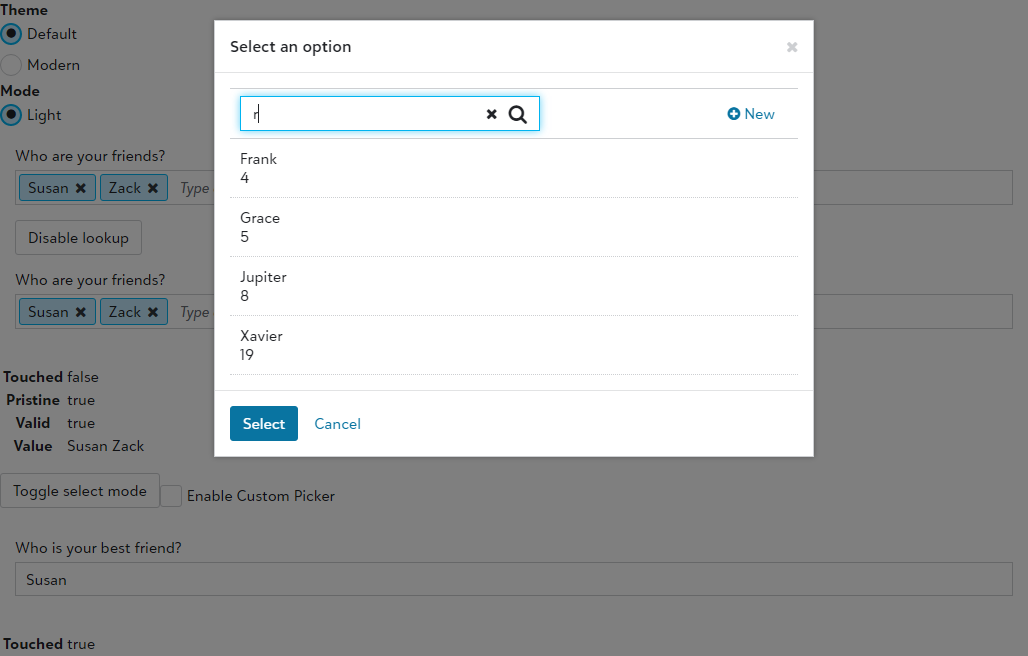 Theme
Default
Modern
Mode
Light
Who are your friends?
Susan Zack Type
Disable lookup
Who are your friends?
Susan Zack Type
Touched false
Pristine true
Valid true
Value Susan Zack
Toggle select mode Enable Custom Picker
Who is your best friend?
Susan
Touched true
Select an option
r
New
Frank
4
Grace
5
Jupiter
8
Xavier
19
Select Cancel